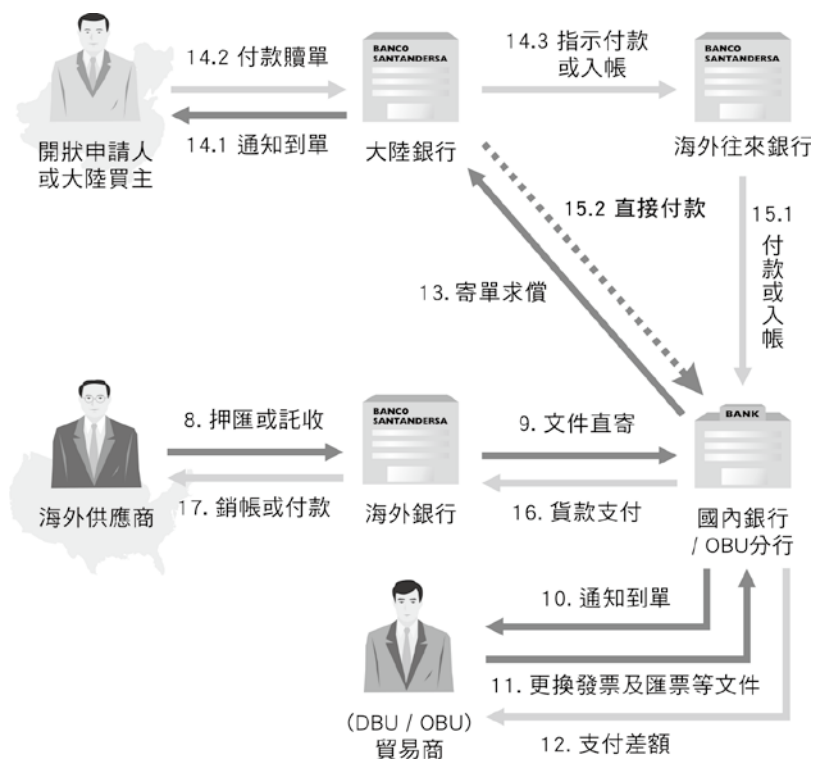 14.2 付款贖單
BANCO
SANTANDERSA
14.3 指示付款
或入帳
BANCO
SANTANDERSA
14.1 通知到單
開狀申請人
或大陸買主
大陸銀行
海外往來銀行
15.2 直接付款
15.1
付款或入帳
13. 寄單求償
8. 押匯或託收
BANCO
SANTANDERSA
9. 文件直寄
BANK
17. 銷帳或付款
16. 貨款支付
海外供應商
海外銀行
國內銀行
/ OBU分行
10. 通知到單
11. 更換發票及匯票等文件
(DBU / OBU)
貿易商
12. 支付差額